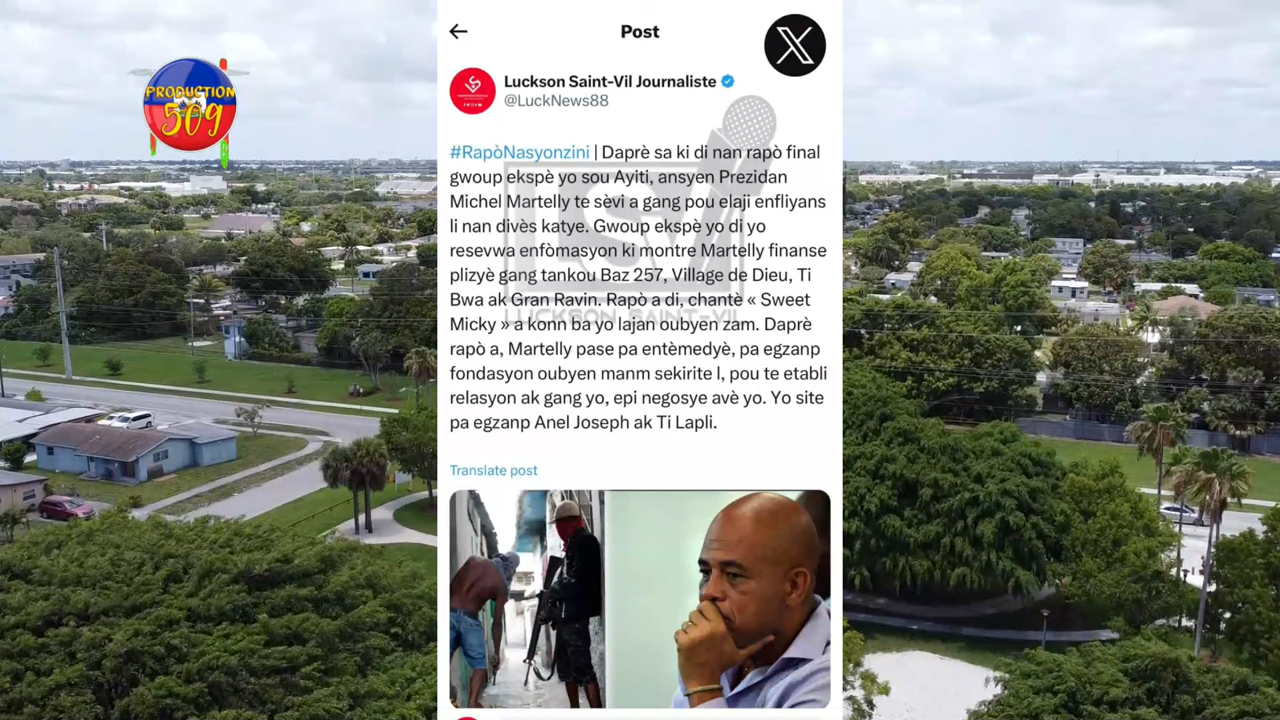 PRODUCTION
509
Post
X
Luckson Saint-Vil Journaliste
@LuckNews88
#RapòNasyonzini | Daprè sa ki di nan rapò final
gwoup ekspè yo sou Ayiti, ansyen Prezidan
Michel Martelly te sèvi a gang pou elaji enfliyans
li nan divès katye. Gwoup ekspè yo di yo
resevwa enfòmasyon ki montre Martelly finanse
plizyè gang tankou Baz 257, Village de Dieu, Ti
Bwa ak Gran Ravin. Rapò a di, chantè « Sweet
Micky » a konn ba yo lajan oubyen zam. Daprè
rapò a, Martelly pase pa entèmedyè, pa egzanp
fondasyon oubyen manm sekirite l, pou te etabli
relasyon ak gang yo, epi negosye avè yo. Yo site
pa egzanp Anel Joseph ak Ti Lapli.
LSV
LUCKSON SAINT-VIL
Translate post